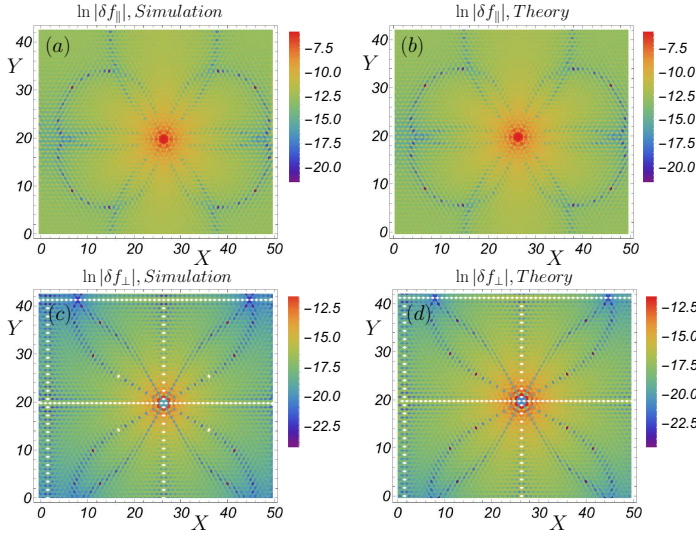 ln |δf∥|, Simulation
ln |δf∥|, Theory
(a)
(b)
Y
Y
40
30
20
10
0
40
30
20
10
0
-7.5
-10.0
-12.5
-15.0
-17.5
-20.0
-7.5
-10.0
-12.5
-15.0
-17.5
-20.0
0 10 20 30 40 50
0 10 20 30 40 50
X
X
ln |δf⊥|, Simulation
ln |δf⊥|, Theory
(c)
(d)
Y
Y
40
30
20
10
0
40
30
20
10
0
-12.5
-15.0
-17.5
-20.0
-22.5
-12.5
-15.0
-17.5
-20.0
-22.5
0 10 20 30 40 50
0 10 20 30 40 50
X
X